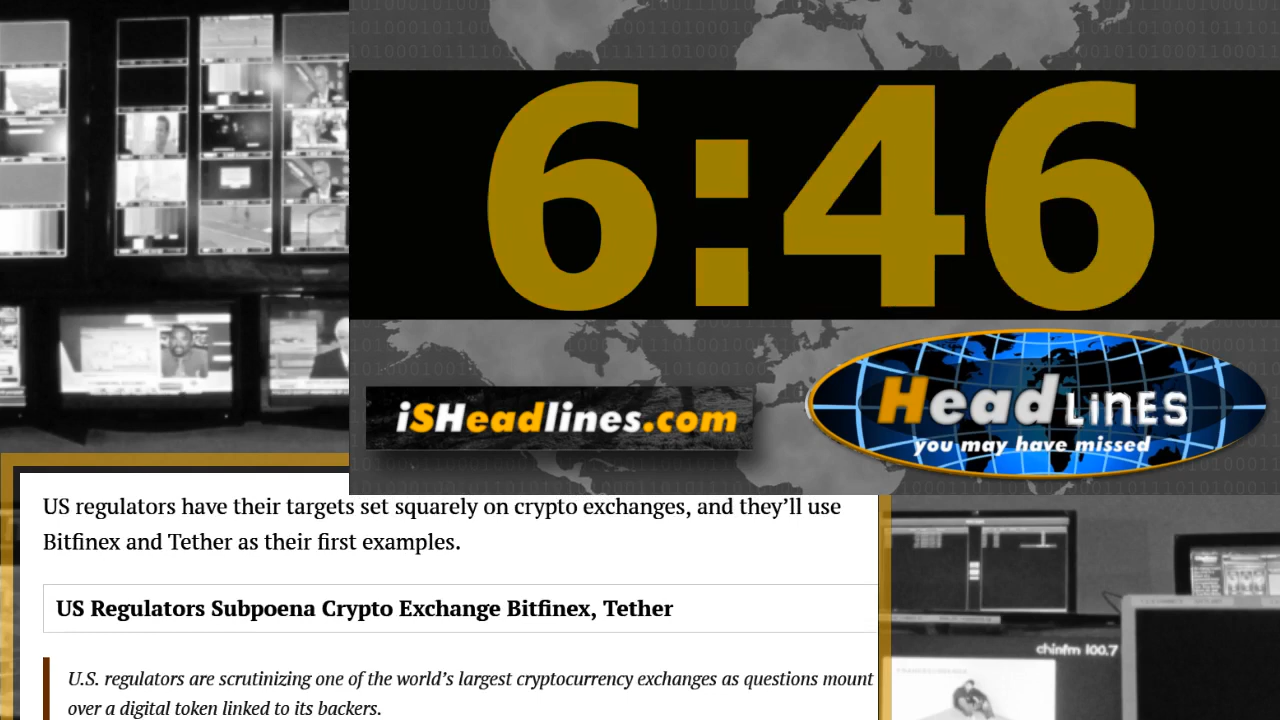 6:46
iSHeadlines.com
HeadLiNES
you may have missed
US regulators have their targets set squarely on crypto exchanges, and they’ll use
Bitfinex and Tether as their first examples.
US Regulators Subpoena Crypto Exchange Bitfinex, Tether
U.S. regulators are scrutinizing one of the world’s largest cryptocurrency exchanges as questions mount
over a digital token linked to its backers.
chinfm 100.7